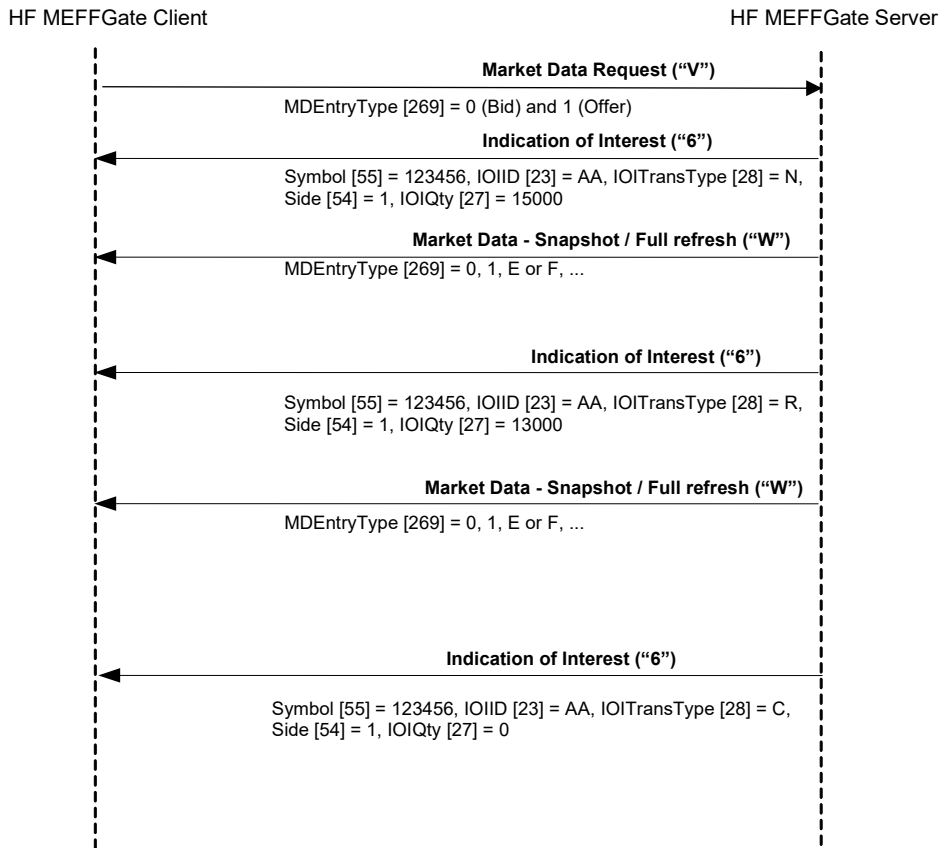 HF MEFFGate Client
HF MEFFGate Server
Market Data Request (“V”)
MDEntryType [269] = 0 (Bid) and 1 (Offer)
Indication of Interest (“6”)
Symbol [55] = 123456, IOIID [23] = AA, IOITransType [28] = N,
Side [54] = 1, IOIQty [27] = 15000
Market Data - Snapshot / Full refresh (“W”)
MDEntryType [269] = 0, 1, E or F, ...
Indication of Interest (“6”)
Symbol [55] = 123456, IOIID [23] = AA, IOITransType [28] = R,
Side [54] = 1, IOIQty [27] = 13000
Market Data - Snapshot / Full refresh (“W”)
MDEntryType [269] = 0, 1, E or F, ...
Indication of Interest (“6”)
Symbol [55] = 123456, IOIID [23] = AA, IOITransType [28] = C,
Side [54] = 1, IOIQty [27] = 0